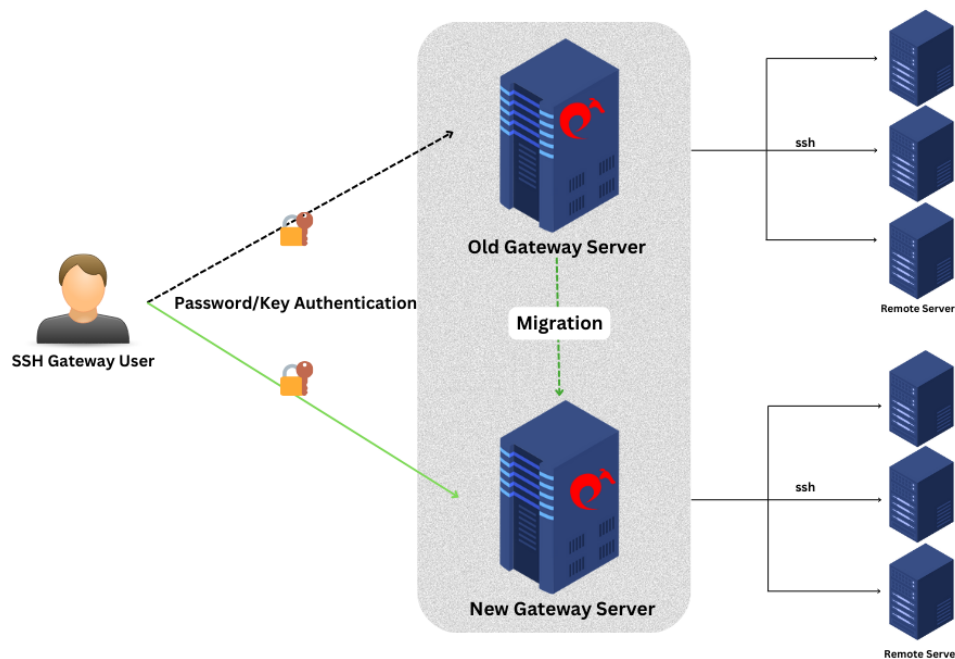 ssh
Old Gateway Server
Password/Key Authentication
Remote Server
Migration
SSH Gateway User
ssh
New Gateway Server
Remote Serve